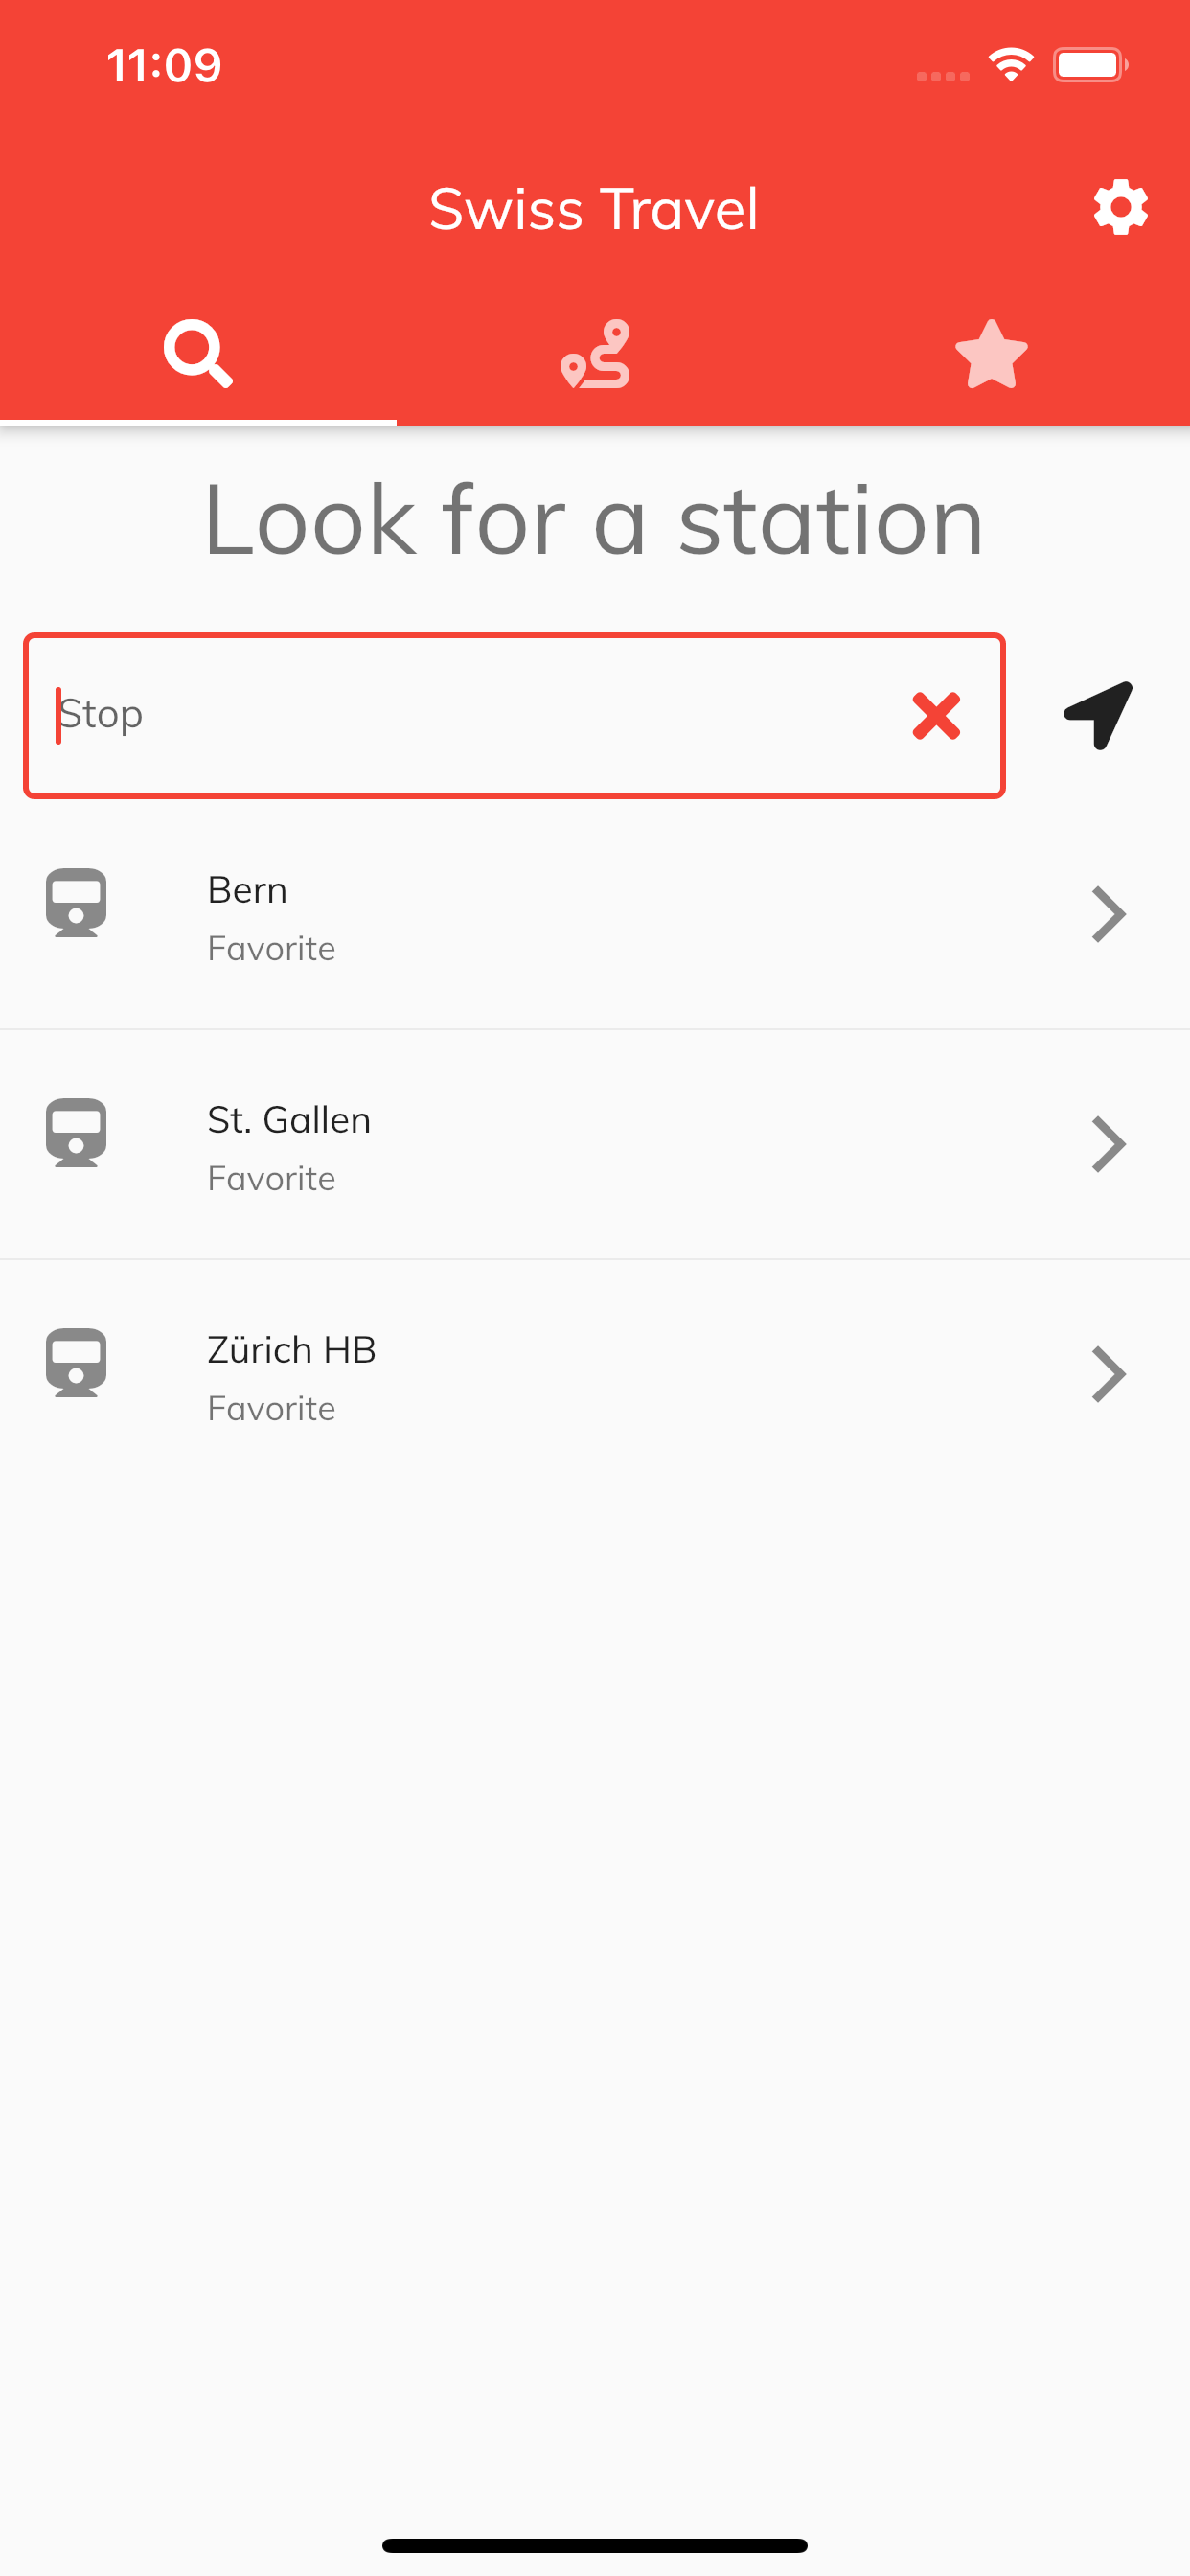 11:09
Swiss Travel
Look for a station
Stop
Bern
Favorite
St. Gallen
Favorite
Zürich HB
Favorite